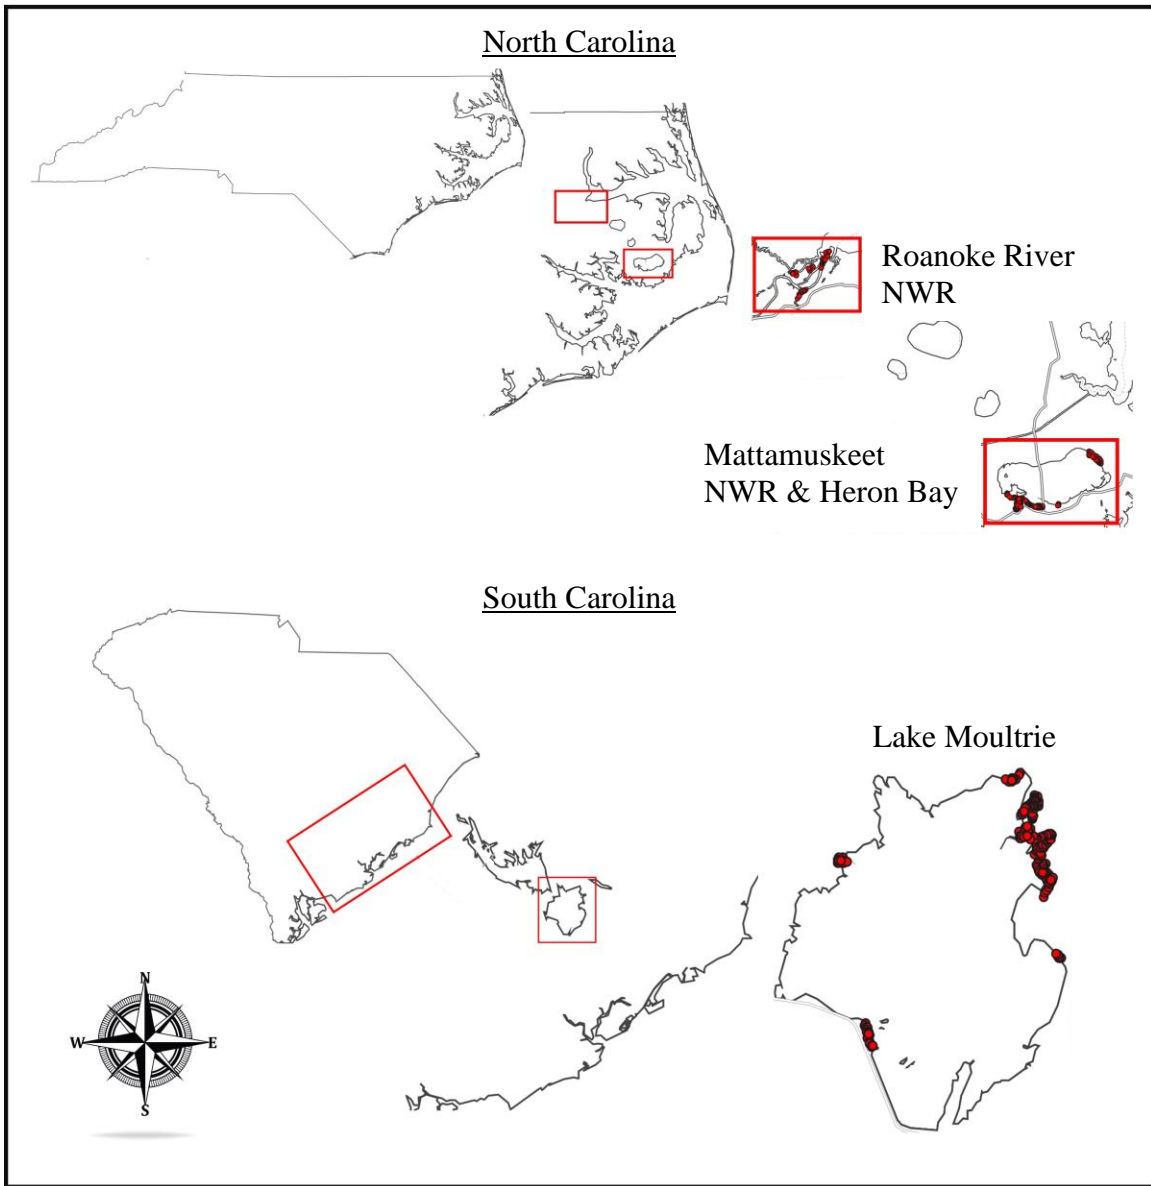 North Carolina
Roanoke River
NWR
Mattamuskeet
NWR & Heron Bay
South Carolina
Lake Moultrie
N
W
E
S